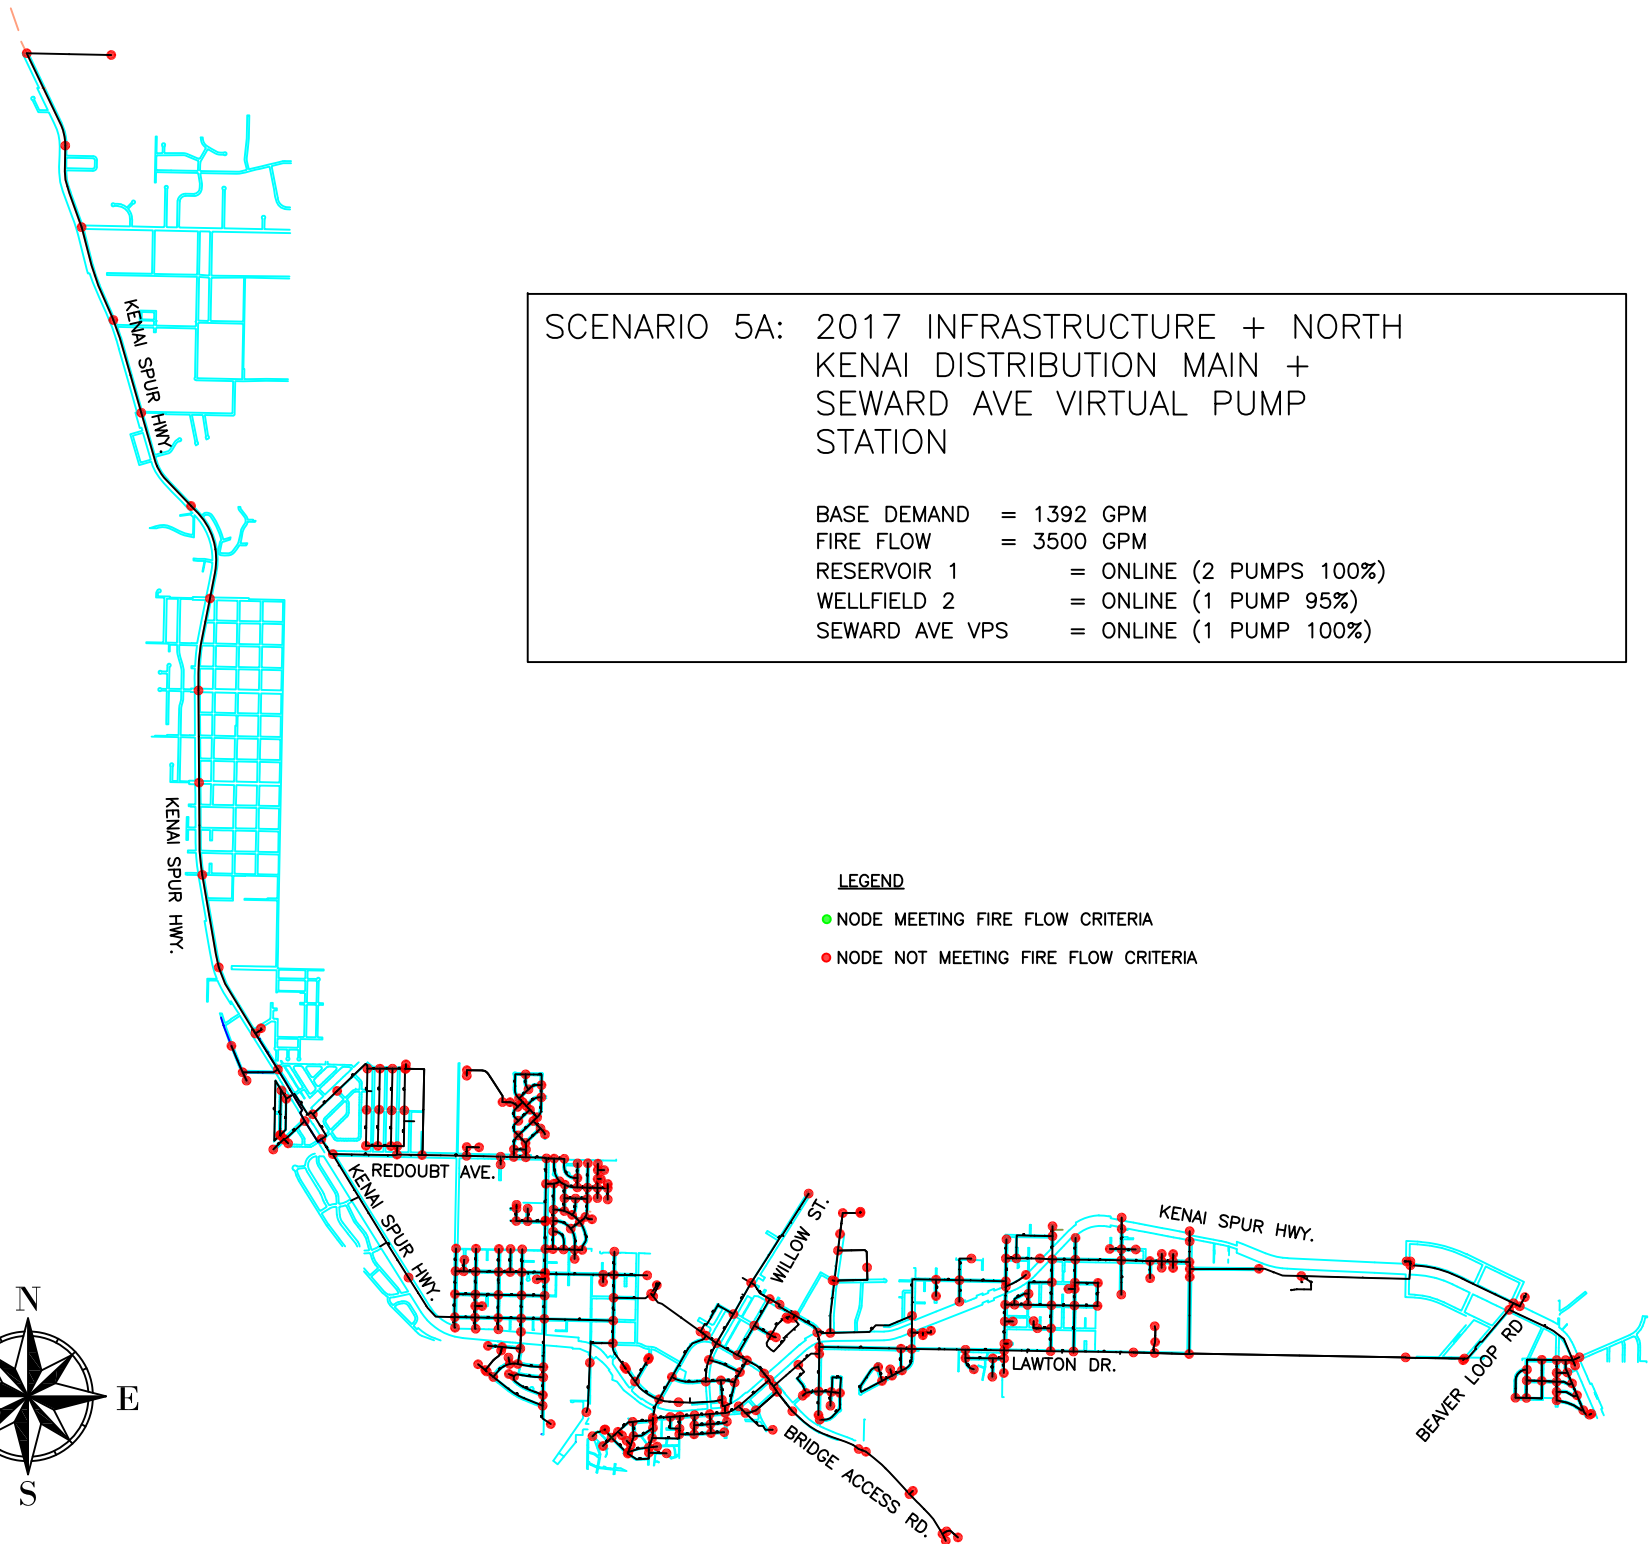 KENAI SPUR HWY.
SCENARIO 5A: 2017 INFRASTRUCTURE + NORTH
KENAI DISTRIBUTION MAIN +
SEWARD AVE VIRTUAL PUMP
STATION
BASE DEMAND = 1392 GPM
FIRE FLOW = 3500 GPM
RESERVOIR 1 = ONLINE (2 PUMPS 100%)
WELLFIELD 2 = ONLINE (1 PUMP 95%)
SEWARD AVE VPS = ONLINE (1 PUMP 100%)
KENAI SPUR HWY.
LEGEND
NODE MEETING FIRE FLOW CRITERIA
NODE NOT MEETING FIRE FLOW CRITERIA
REDOUBT AVE.
KENAI SPUR HWY.
WILLOW ST.
KENAI SPUR HWY.
LAWTON DR.
BEAVER LOOP RD
BRIDGE ACCESS RD.
N
E
S